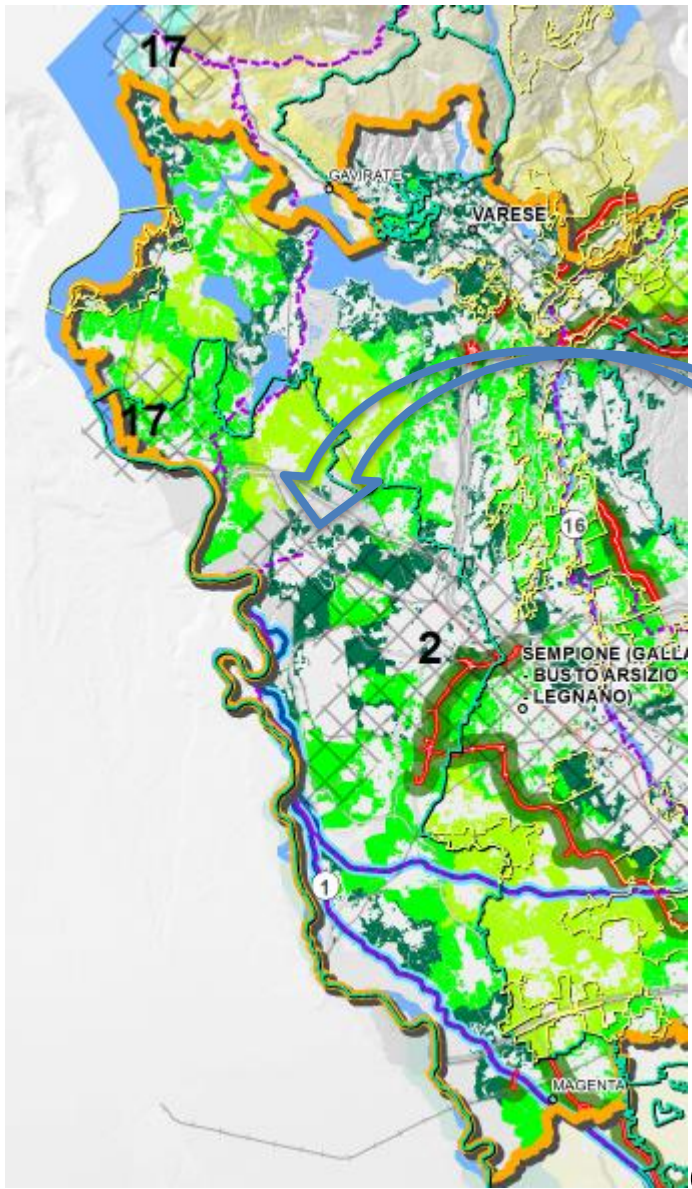 17
GAVIRATE
VARESE
17
16
2
SEMPIONE (GALLA
- BUSTO ARSIZIO
- LEGNANO)
1
MAGENTA